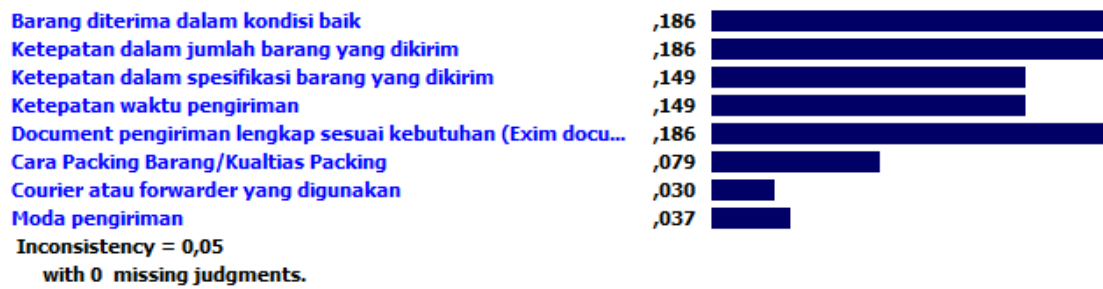 Barang diterima dalam kondisi baik ,186
Ketepatan dalam jumlah barang yang dikirim ,186
Ketepatan dalam spesifikasi barang yang dikirim ,149
Ketepatan waktu pengiriman ,149
Document pengiriman lengkap sesuai kebutuhan (Exim docu... ,186
Cara Packing Barang/Kualtias Packing ,079
Courier atau forwarder yang digunakan ,030
Moda pengiriman ,037
Inconsistency = 0,05
with 0 missing judgments.